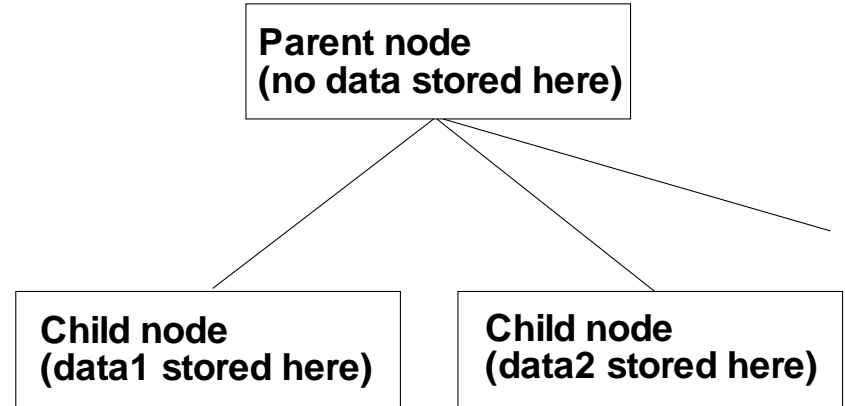 Parent node
(no data stored here)
Child node
(data1 stored here)
Child node
(data2 stored here)